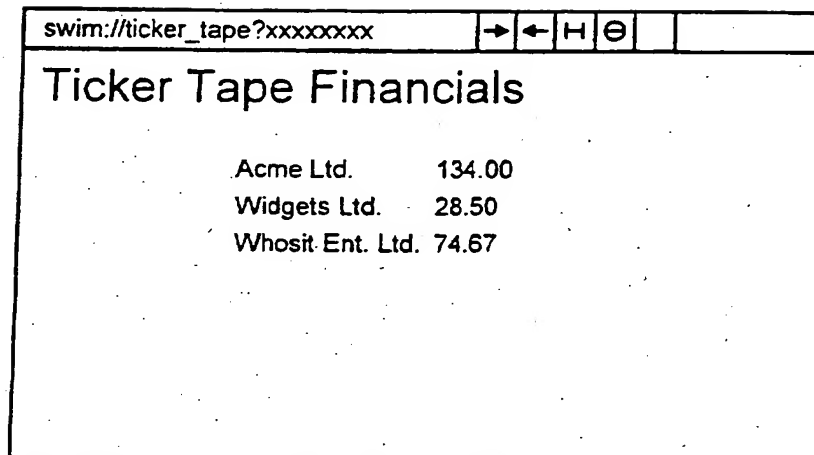 swim://ticker_tape?xxxxxxxx → ← H Θ
Ticker Tape Financials
Acme Ltd. 134.00
Widgets Ltd. 28.50
Whosit Ent. Ltd. 74.67